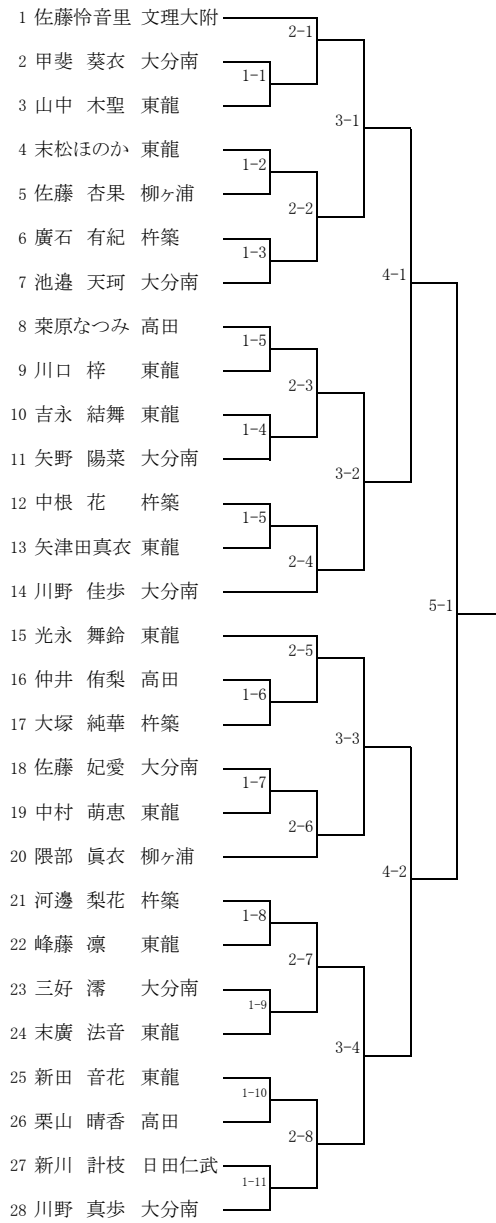 1 佐藤怜音里 文理大附
2-1
2 甲斐 葵衣 大分南
1-1
3 山中 木聖 東龍
3-1
4 末松ほのか 東龍
1-2
5 佐藤 杏果 柳ヶ浦
2-2
6 廣石 有紀 杵築
1-3
7 池邉 天珂 大分南
4-1
8 桒原なつみ 高田
1-5
9 川口 梓 東龍
2-3
10 吉永 結舞 東龍
1-4
11 矢野 陽菜 大分南
3-2
12 中根 花 杵築
1-5
13 矢津田真衣 東龍
2-4
14 川野 佳歩 大分南
5-1
15 光永 舞鈴 東龍
2-5
16 仲井 侑梨 高田
1-6
17 大塚 純華 杵築
3-3
18 佐藤 妃愛 大分南
1-7
19 中村 萌恵 東龍
2-6
20 隈部 眞衣 柳ヶ浦
4-2
21 河邊 梨花 杵築
1-8
22 峰藤 凛 東龍
2-7
23 三好 澪 大分南
1-9
24 末廣 法音 東龍
3-4
25 新田 音花 東龍
1-10
26 栗山 晴香 高田
2-8
27 新川 計枝 日田仁武
1-11
28 川野 真歩 大分南